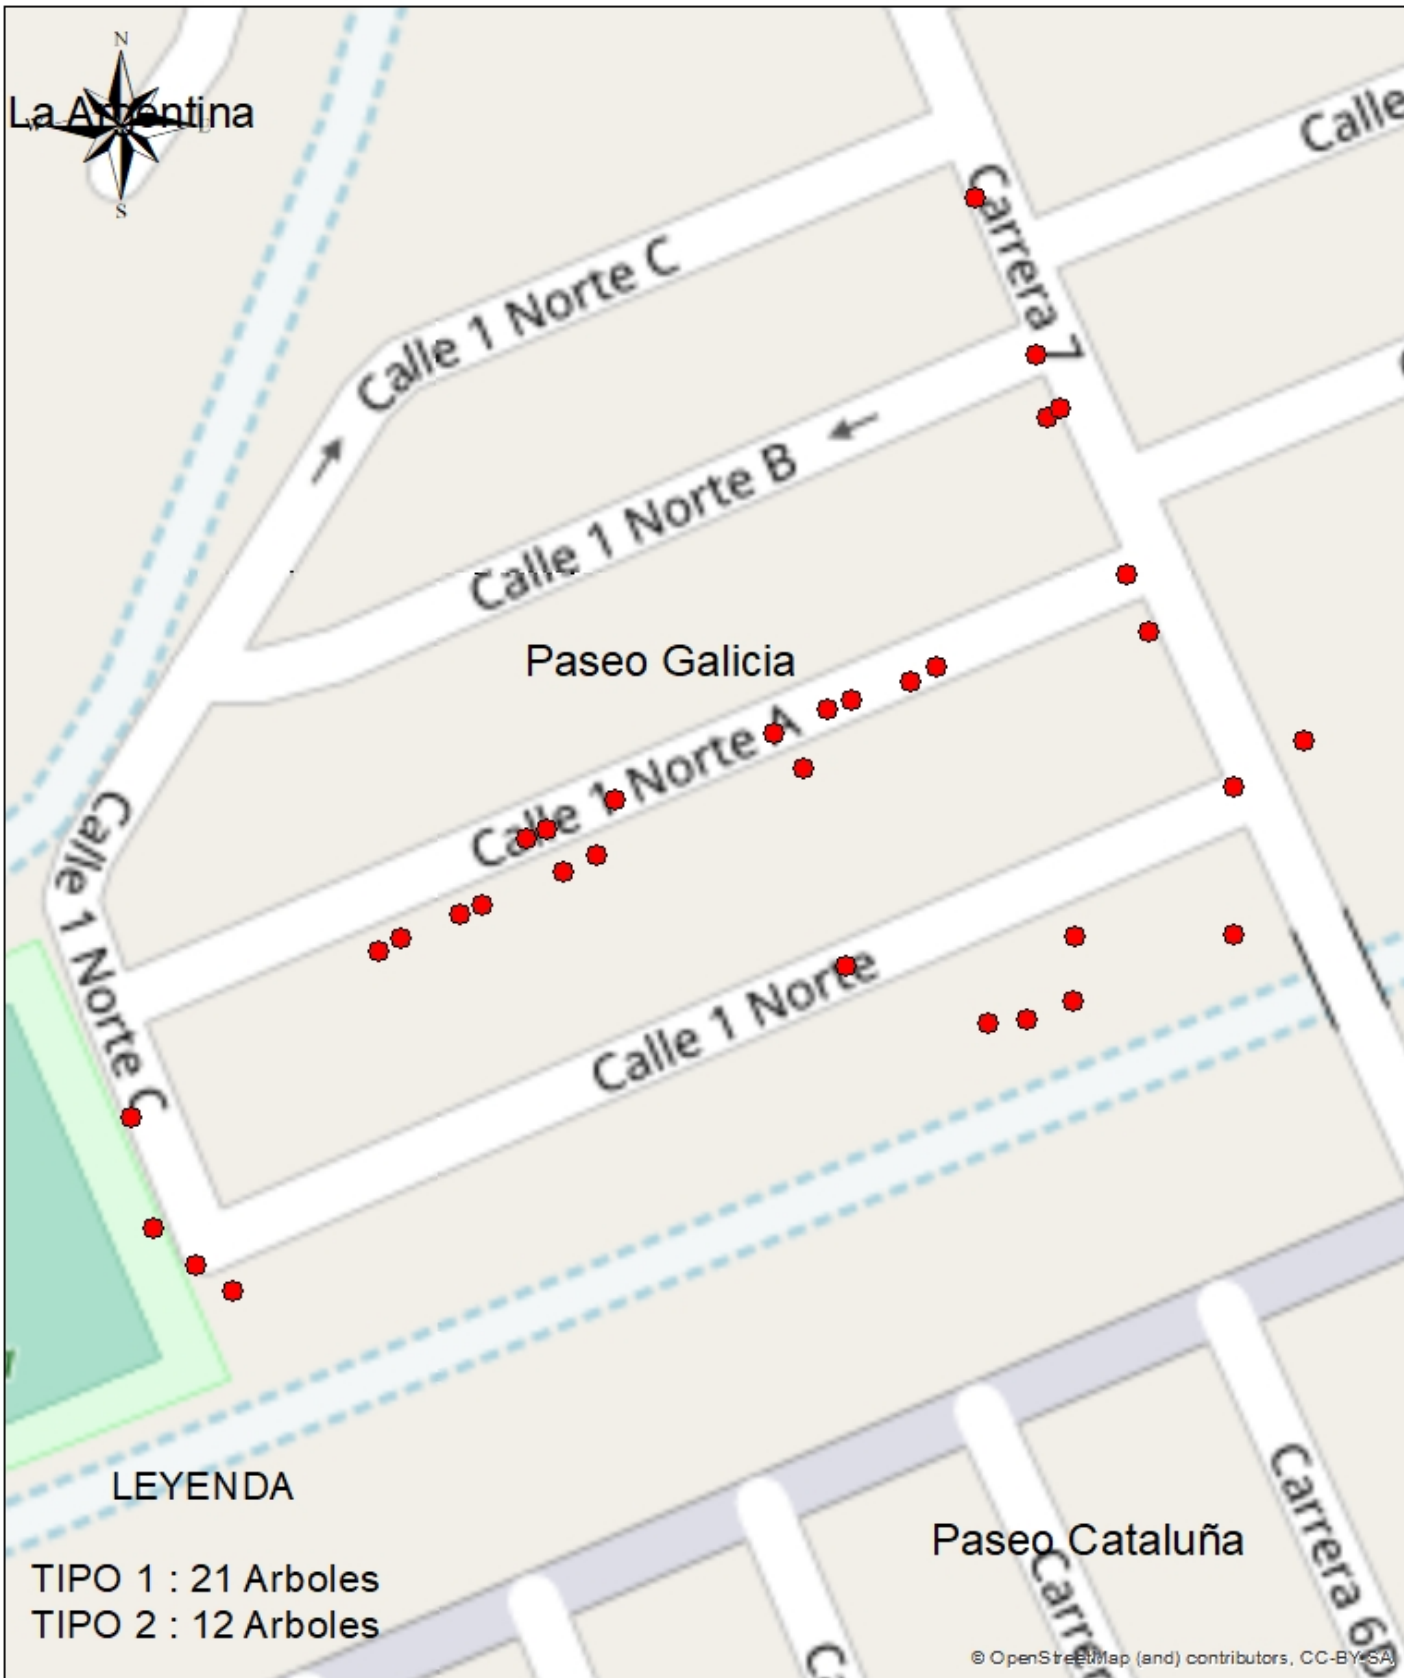 N
La Argentina
S
Calle
Carrera 7
Calle 1 Norte C
Calle 1 Norte B
Paseo Galicia
Calle 1 Norte A
Calle 1 Norte C
Calle 1 Norte
LEYENDA
TIPO 1 : 21 Arboles
TIPO 2 : 12 Arboles
Paseo Cataluña
© OpenStreetMap (and) contributors, CC-BY-SA